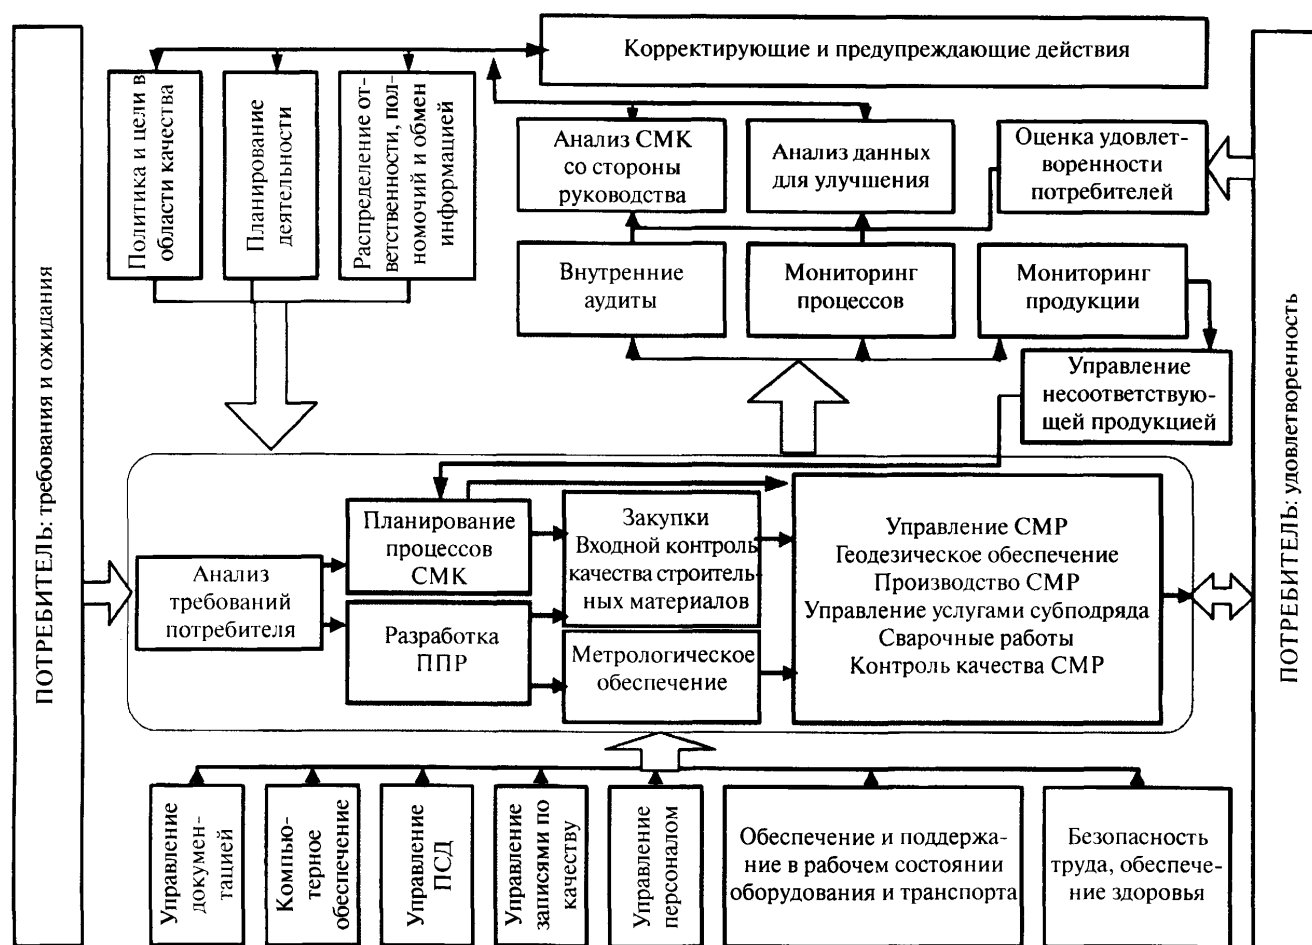 ПОТРЕБИТЕЛЬ: требования и ожидания
Корректирующие и предупреждающие действия
Политика и цели в
области качества
Планирование
деятельности
Распределение от-
ветственности, пол-
номочий и обмен
информацией
Анализ СМК
со стороны
руководства
Анализ данных
для улучшения
Оценка удовлет-
воренности
потребителей
Внутренние
аудиты
Мониторинг
процессов
Мониторинг
продукции
Управление
несоответствую-
щей продукцией
Анализ
требований
потребителя
Планирование
процессов
СМК
Разработка
ППР
Закупки
Входной контроль
качества строитель-
ных материалов
Метрологическое
обеспечение
Управление СМР
Геодезическое обеспечение
Производство СМР
Управление услугами субподряда
Сварочные работы
Контроль качества СМР
Управление
докумен-
тацией
Компью-
терное
обеспечение
Управление
ПСД
Управление
записями по
качеству
Управление
персоналом
Обеспечение и поддержа-
ние в рабочем состоянии
оборудования и транспорта
Безопасность
труда, обеспече-
ние здоровья
ПОТРЕБИТЕЛЬ: удовлетворенность